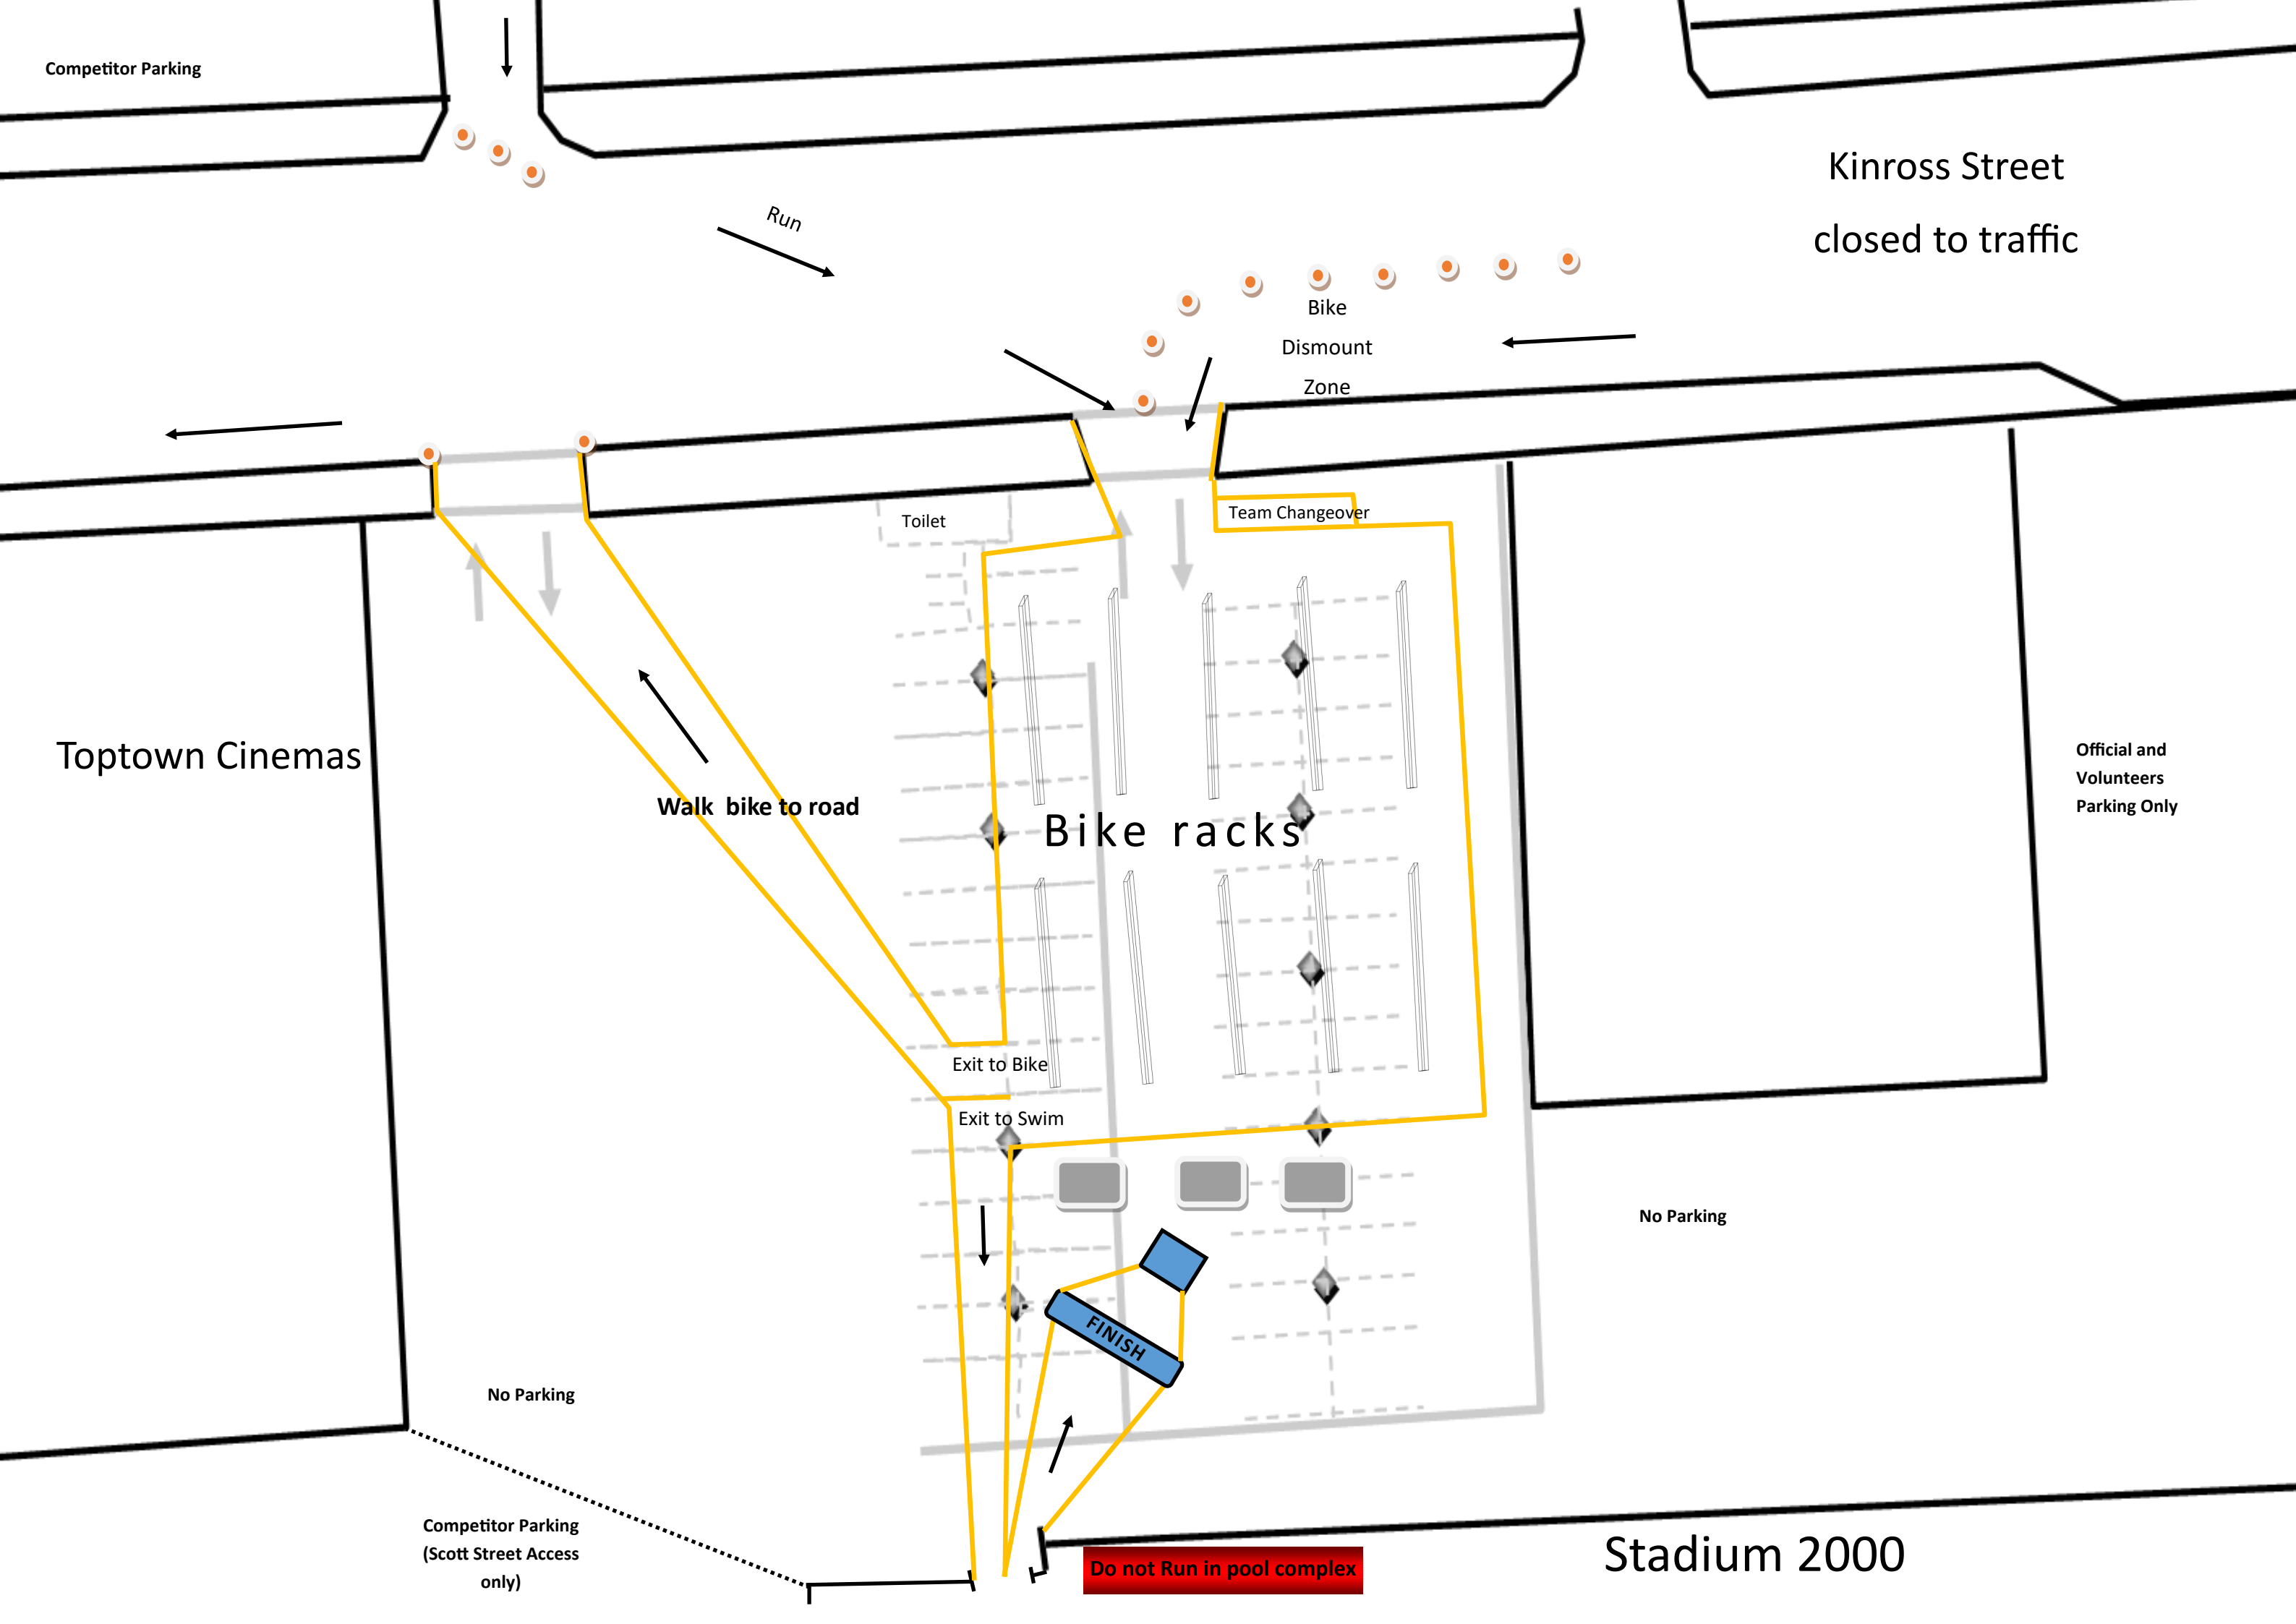 Competitor Parking
Kinross Street
closed to traffic
Run
Bike
Dismount
Zone
Toilet
Team Changeover
Toptown Cinemas
Official and
Volunteers
Parking Only
Walk  bike to road
Bike racks
Exit to Bike
Exit to Swim
No Parking
FINISH
No Parking
Competitor Parking
(Scott Street Access
only)
Do not Run in pool complex
Stadium 2000